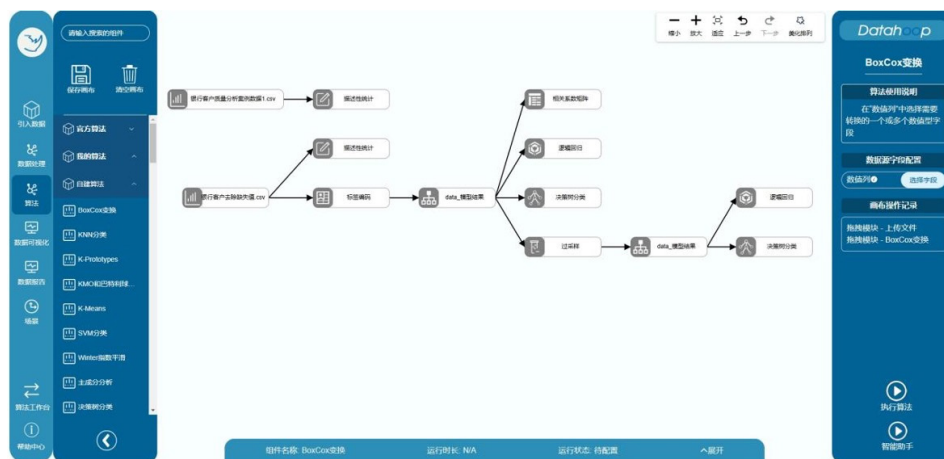 请输入搜索的组件
保存画布
清空画布
引入数据
数据处理
算法
数据可视化
数据报告
场景
算法工作台
帮助中心
官方算法
我的算法
自建算法
BoxCox变换
KNN分类
K-Prototypes
KMO和巴特利球...
K-Means
SVM分类
Winter指数平滑
主成分分析
决策树分类
缩小
放大
适应
上一步
下一步
美化排列
银行客户质量分析案例数据1.csv
描述性统计
相关系数矩阵
描述性统计
逻辑回归
银行客户去除缺失值.csv
标签编码
data_模型结果
决策树分类
逻辑回归
过采样
data_模型结果
决策树分类
组件名称: BoxCox变换
运行时长: N/A
运行状态: 待配置
展开
Datahoop
BoxCox变换
算法使用说明
在“数值列”中选择需要
转换的一个或多个数值型字
段
数据源字段配置
数值列
选择字段
画布操作记录
拖拽模块 - 上传文件
拖拽模块 - BoxCox变换
执行算法
智能助手